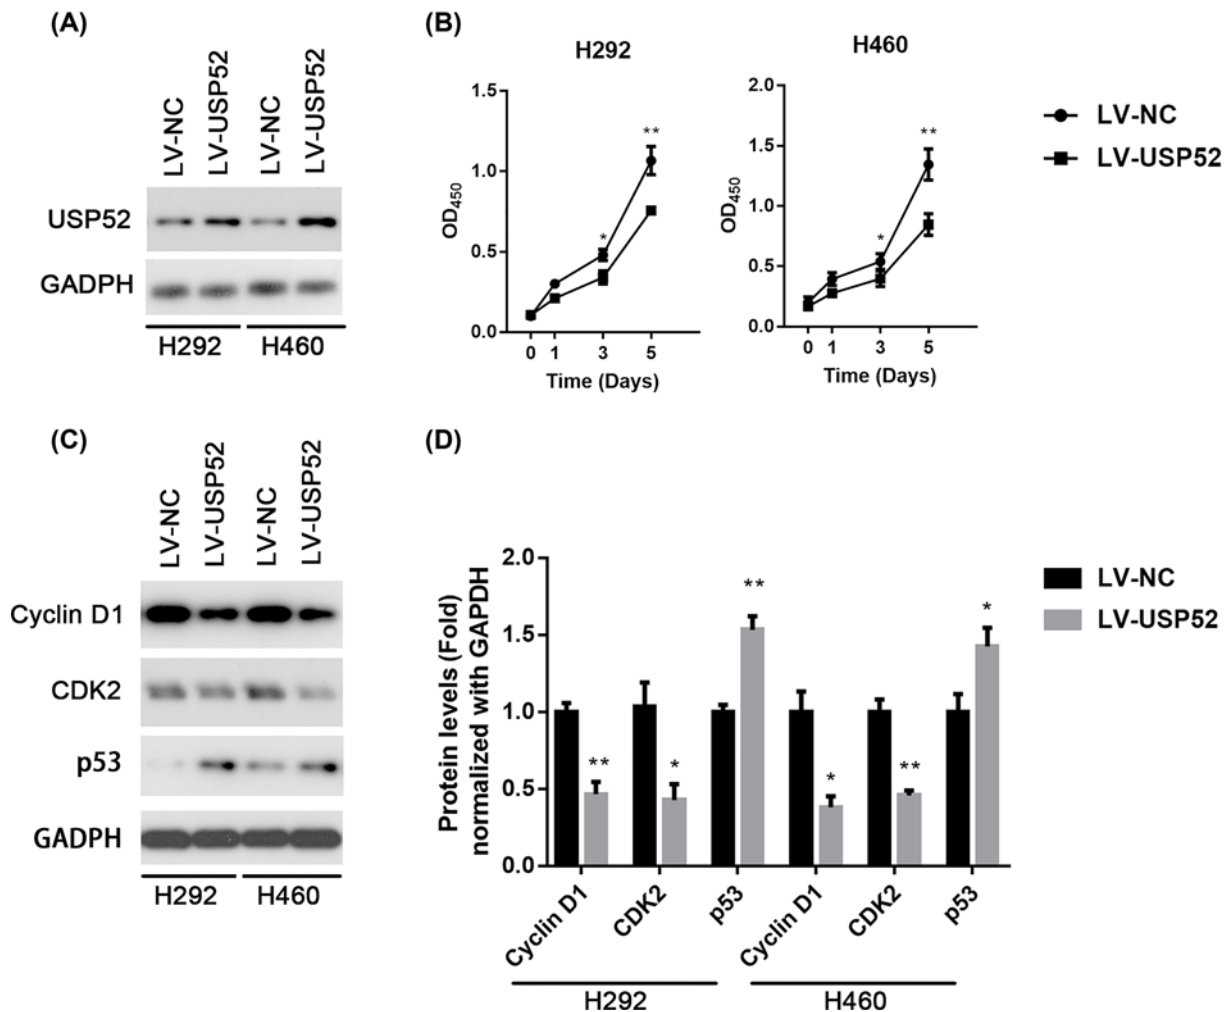 (A)
LV-NC
LV-USP52
LV-NC
LV-USP52
USP52
GADPH
H292
H460
(B)
H292
1.5
1.0
0.5
0.0
OD450
**
*
0 1 3 5
Time (Days)
H460
2.0
1.5
1.0
0.5
0.0
OD450
**
*
0 1 3 5
Time (Days)
LV-NC
LV-USP52
(C)
LV-NC
LV-USP52
LV-NC
LV-USP52
Cyclin D1
CDK2
p53
GADPH
H292
H460
(D)
Protein levels (Fold)
normalized with GAPDH
2.0
1.5
1.0
0.5
0.0
**
*
**
*
**
*
Cyclin D1
CDK2
p53
Cyclin D1
CDK2
p53
H292
H460
LV-NC
LV-USP52